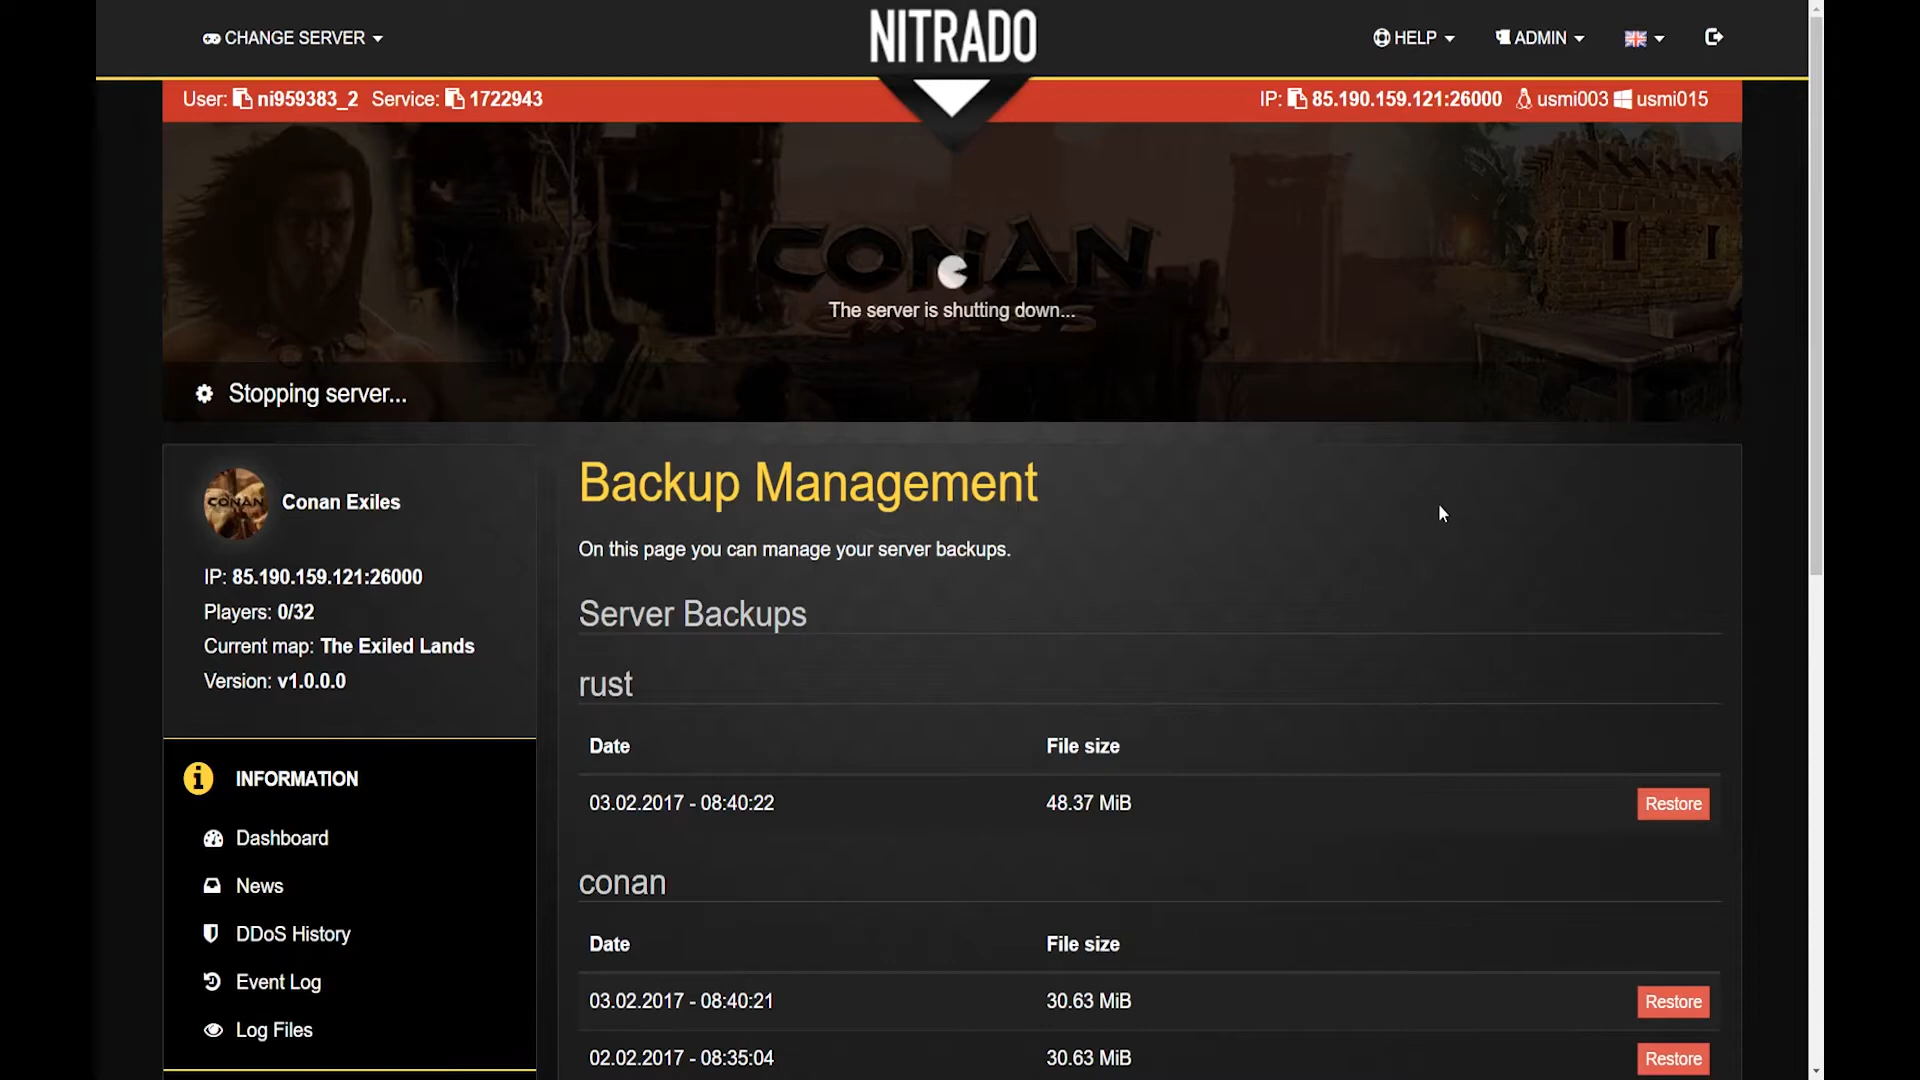 CHANGE SERVER
NITRADO
HELP
ADMIN
User: ni959383_2 Service: 1722943
IP: 85.190.159.121:26000 usmi003 usmi015
CONAN
EXILES
The server is shutting down...
Stopping server...
CONAN
Conan Exiles
IP: 85.190.159.121:26000
Players: 0/32
Current map: The Exiled Lands
Version: v1.0.0.0
INFORMATION
Dashboard
News
DDoS History
Event Log
Log Files
Backup Management
On this page you can manage your server backups.
Server Backups
rust
Date File size
03.02.2017 - 08:40:22 48.37 MiB Restore
conan
Date File size
03.02.2017 - 08:40:21 30.63 MiB Restore
02.02.2017 - 08:35:04 30.63 MiB Restore